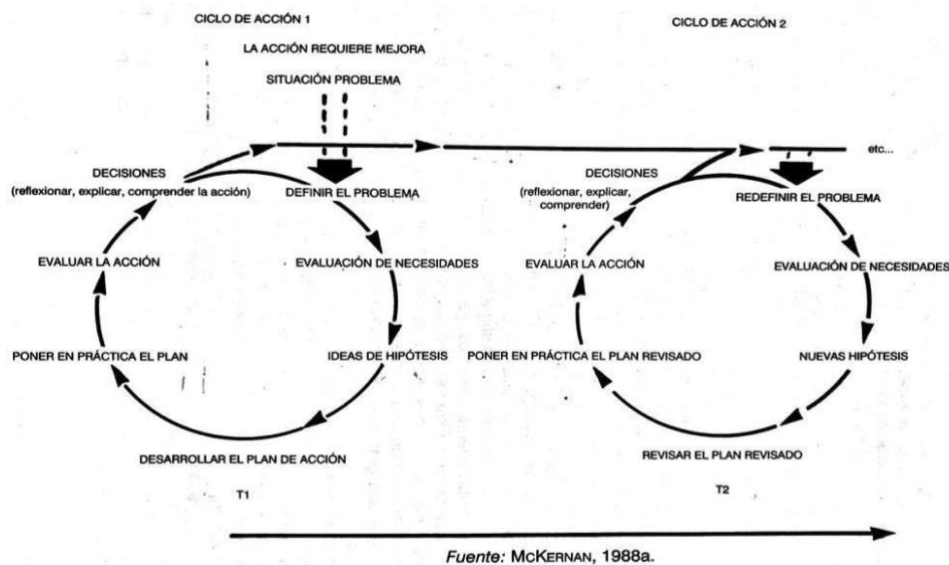 CICLO DE ACCIÓN 1
LA ACCIÓN REQUIERE MEJORA
SITUACIÓN PROBLEMA
DECISIONES
(reflexionar, explicar, comprender la acción)
DEFINIR EL PROBLEMA
EVALUAR LA ACCIÓN
EVALUACIÓN DE NECESIDADES
PONER EN PRÁCTICA EL PLAN
IDEAS DE HIPÓTESIS
DESARROLLAR EL PLAN DE ACCIÓN
T1
CICLO DE ACCIÓN 2
etc...
DECISIONES
(reflexionar, explicar,
comprender)
REDEFINIR EL PROBLEMA
EVALUAR LA ACCIÓN
EVALUACIÓN DE NECESIDADES
PONER EN PRÁCTICA EL PLAN REVISADO
NUEVAS HIPÓTESIS
REVISAR EL PLAN REVISADO
T2
Fuente: MCKERNAN, 1988a.